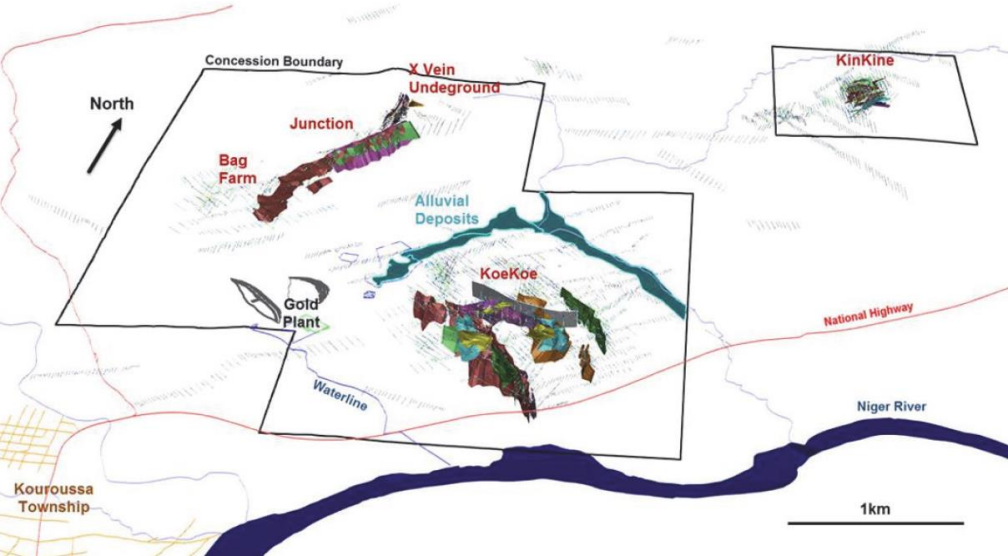 Concession Boundary
X Vein
Undeground
KinKine
North
Junction
Bag
Farm
Alluvial
Deposits
KoeKoe
Gold
Plant
National Highway
Waterline
Niger River
Kouroussa
Township
1km